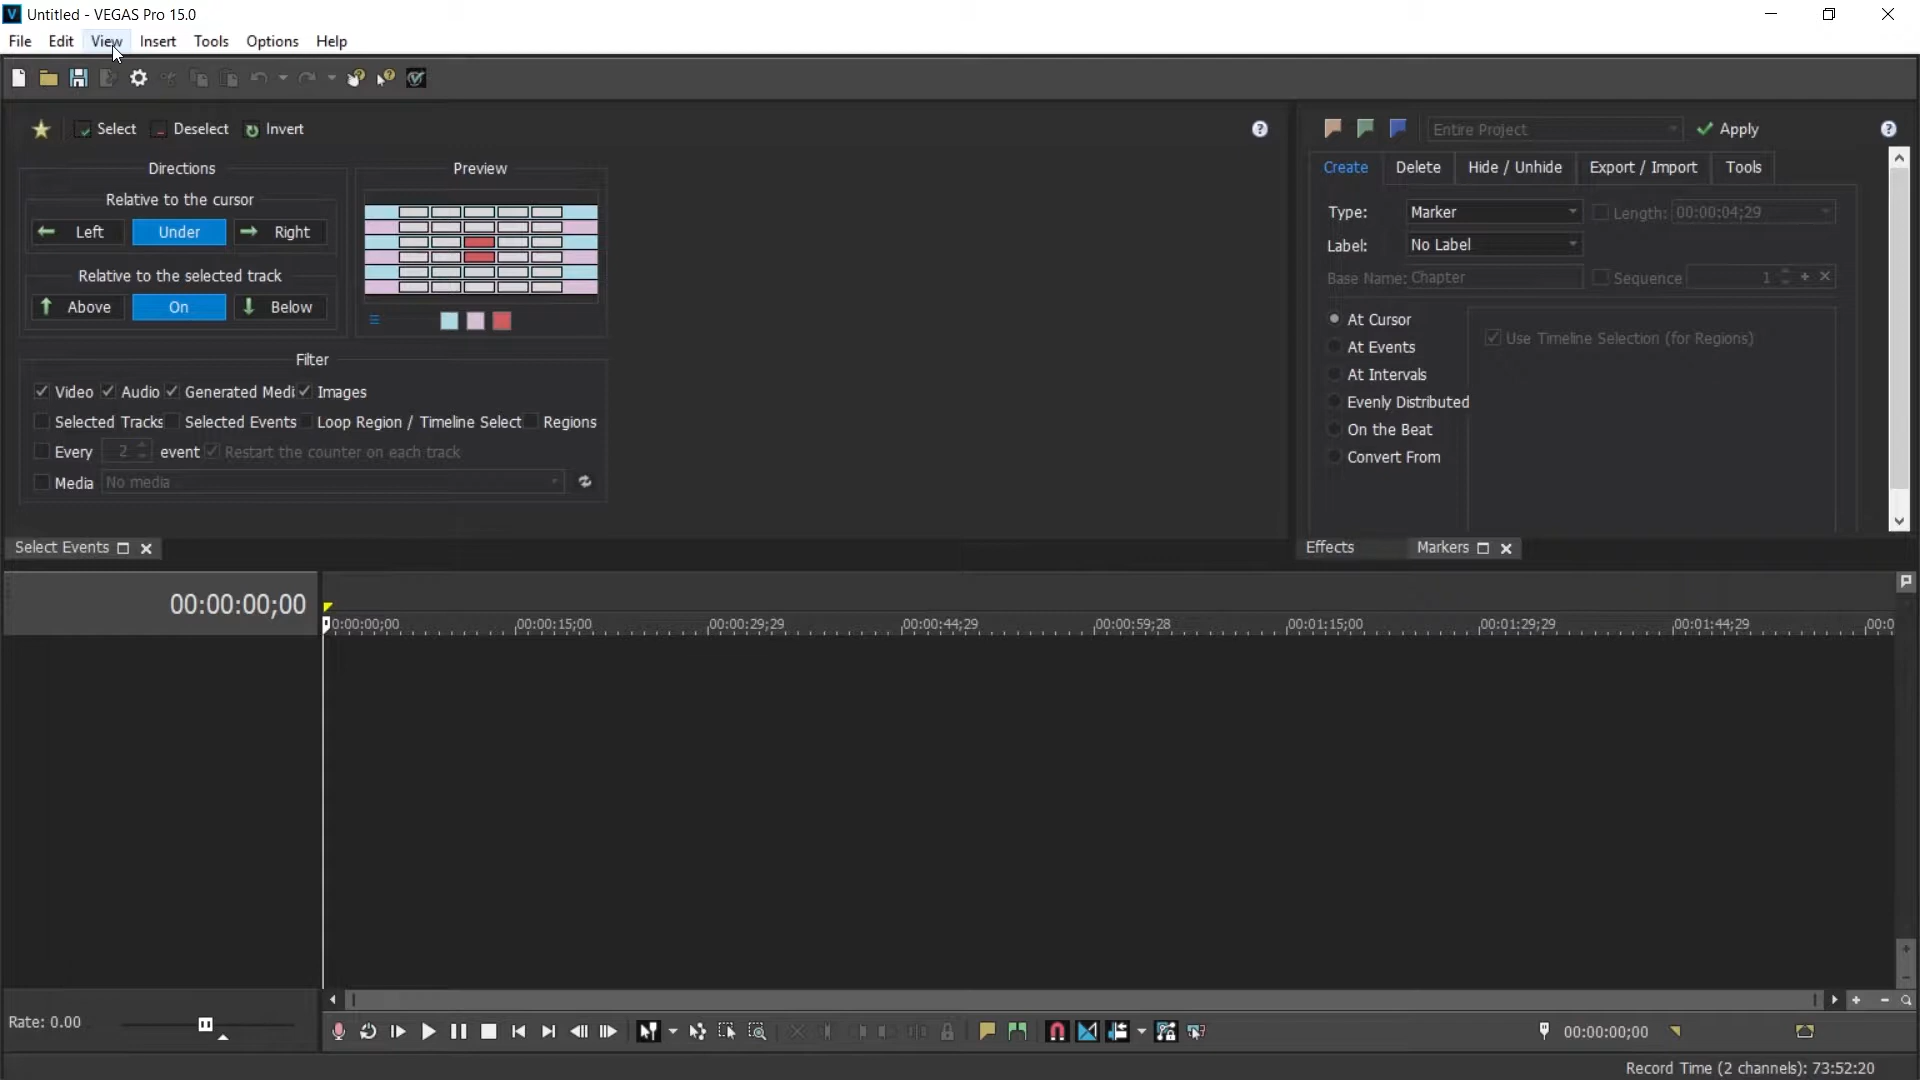 Untitled - VEGAS Pro 15.0
File Edit View Insert Tools Options Help
Select Deselect Invert
Entire Project Apply
Directions Preview
Create Delete Hide / Unhide Export / Import Tools
Relative to the cursor
Left Under Right
Type: Marker Length: 00:00:04;29
Label: No Label
Relative to the selected track
Above On Below
Base Name: Chapter Sequence 1
At Cursor
At Events
At Intervals
Evenly Distributed
On the Beat
Convert From
Use Timeline Selection (for Regions)
Filter
Video Audio Generated Medi Images
Selected Tracks Selected Events Loop Region / Timeline Select Regions
Every 2 event Restart the counter on each track
Media No media
Select Events
Effects Markers
00:00:00;00
0:00:00;00 00:00:15;00 00:00:29;29 00:00:44;29 00:00:59;28 00:01:15;00 00:01:29;29 00:01:44;29 00:0
Rate: 0.00
00:00:00;00
Record Time (2 channels): 73:52:20